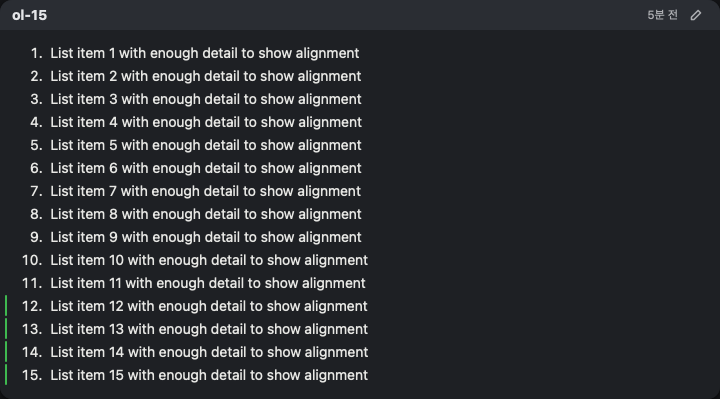 ol-15
5분 전
1. List item 1 with enough detail to show alignment
2. List item 2 with enough detail to show alignment
3. List item 3 with enough detail to show alignment
4. List item 4 with enough detail to show alignment
5. List item 5 with enough detail to show alignment
6. List item 6 with enough detail to show alignment
7. List item 7 with enough detail to show alignment
8. List item 8 with enough detail to show alignment
9. List item 9 with enough detail to show alignment
10. List item 10 with enough detail to show alignment
11. List item 11 with enough detail to show alignment
12. List item 12 with enough detail to show alignment
13. List item 13 with enough detail to show alignment
14. List item 14 with enough detail to show alignment
15. List item 15 with enough detail to show alignment